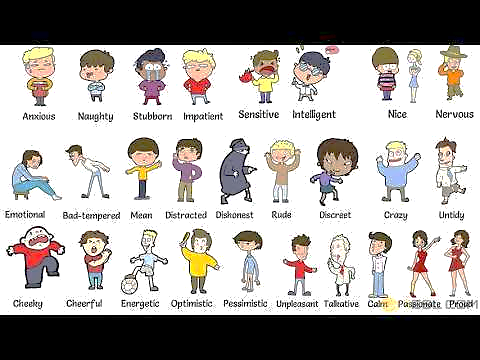 Anxious Naughty Stubborn Impatient Sensitive Intelligent Nice Nervous
Emotional Bad-tempered Mean Distracted Dishonest Rude Discreet Crazy Untidy
Cheeky Cheerful Energetic Optimistic Pessimistic Unpleasant Talkative Calm Passionate Proud